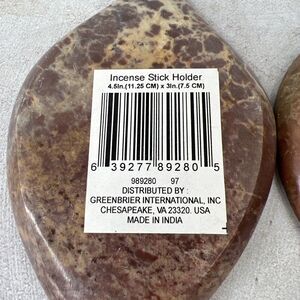 Incense Stick Holder
4.5In.(11.25 CM) x 3In.(7.5 CM)
6 39277 89280 5
989280 97
DISTRIBUTED BY :
GREENBRIER INTERNATIONAL, INC
CHESAPEAKE, VA 23320. USA
MADE IN INDIA